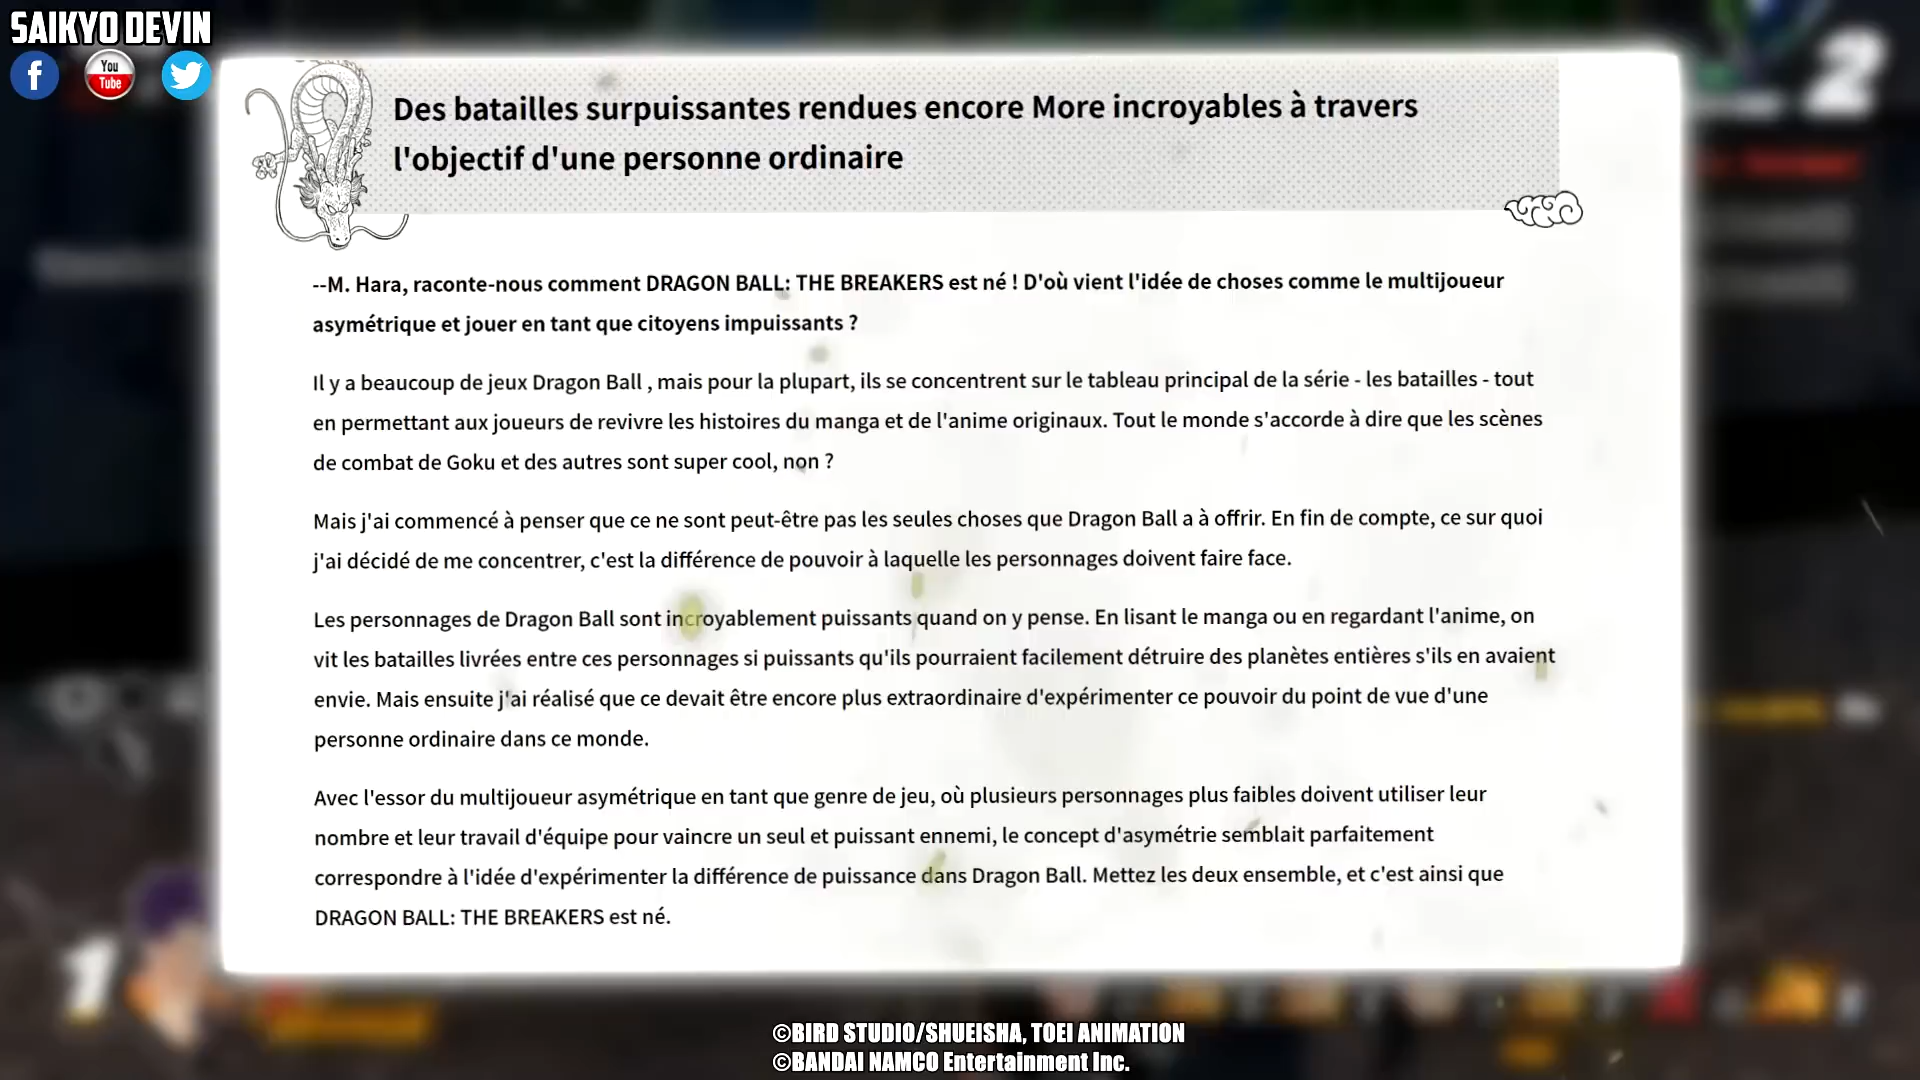 SAIKYO DEVIN
f
You
Tube
2
Des batailles surpuissantes rendues encore More incroyables à travers
l'objectif d'une personne ordinaire
--M. Hara, raconte-nous comment DRAGON BALL: THE BREAKERS est né ! D'où vient l'idée de choses comme le multijoueur
asymétrique et jouer en tant que citoyens impuissants ?
Il y a beaucoup de jeux Dragon Ball , mais pour la plupart, ils se concentrent sur le tableau principal de la série - les batailles - tout
en permettant aux joueurs de revivre les histoires du manga et de l'anime originaux. Tout le monde s'accorde à dire que les scènes
de combat de Goku et des autres sont super cool, non ?
Mais j'ai commencé à penser que ce ne sont peut-être pas les seules choses que Dragon Ball a à offrir. En fin de compte, ce sur quoi
j'ai décidé de me concentrer, c'est la différence de pouvoir à laquelle les personnages doivent faire face.
Les personnages de Dragon Ball sont incroyablement puissants quand on y pense. En lisant le manga ou en regardant l'anime, on
vit les batailles livrées entre ces personnages si puissants qu'ils pourraient facilement détruire des planètes entières s'ils en avaient
envie. Mais ensuite j'ai réalisé que ce devait être encore plus extraordinaire d'expérimenter ce pouvoir du point de vue d'une
personne ordinaire dans ce monde.
Avec l'essor du multijoueur asymétrique en tant que genre de jeu, où plusieurs personnages plus faibles doivent utiliser leur
nombre et leur travail d'équipe pour vaincre un seul et puissant ennemi, le concept d'asymétrie semblait parfaitement
correspondre à l'idée d'expérimenter la différence de puissance dans Dragon Ball. Mettez les deux ensemble, et c'est ainsi que
DRAGON BALL: THE BREAKERS est né.
1
©BIRD STUDIO/SHUEISHA, TOEI ANIMATION
©BANDAI NAMCO Entertainment Inc.